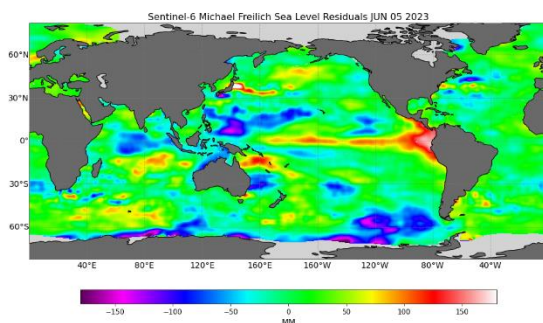 Sentinel-6 Michael Freilich Sea Level Residuals JUN 05 2023
60°N
30°N
0°
30°S
60°S
40°E 80°E 120°E 160°E 160°W 120°W 80°W 40°W
−150 −100 −50 0 50 100 150
MM